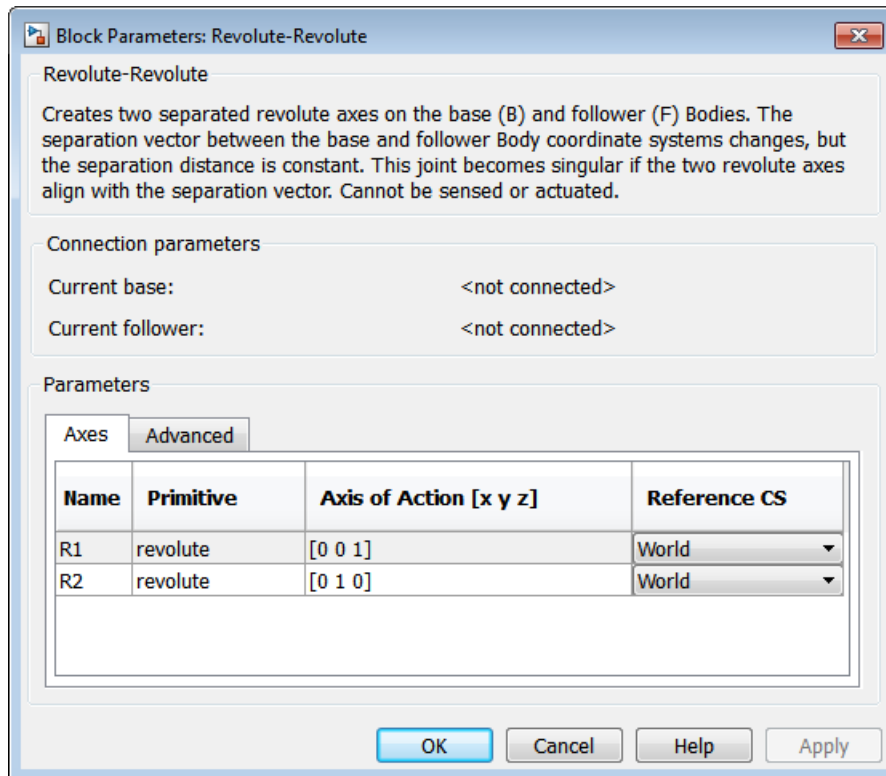 Block Parameters: Revolute-Revolute
Revolute-Revolute
Creates two separated revolute axes on the base (B) and follower (F) Bodies. The
separation vector between the base and follower Body coordinate systems changes, but
the separation distance is constant. This joint becomes singular if the two revolute axes
align with the separation vector. Cannot be sensed or actuated.
Connection parameters
Current base: <not connected>
Current follower: <not connected>
Parameters
Axes Advanced
Name Primitive Axis of Action [x y z] Reference CS
R1 revolute [0 0 1] World
R2 revolute [0 1 0] World
OK Cancel Help Apply